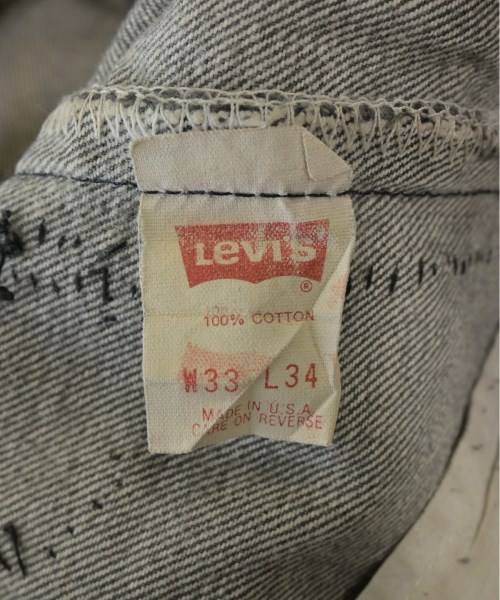 Levi's
®
100% COTTON
W33 L34
MADE IN U.S.A.
CARE ON REVERSE